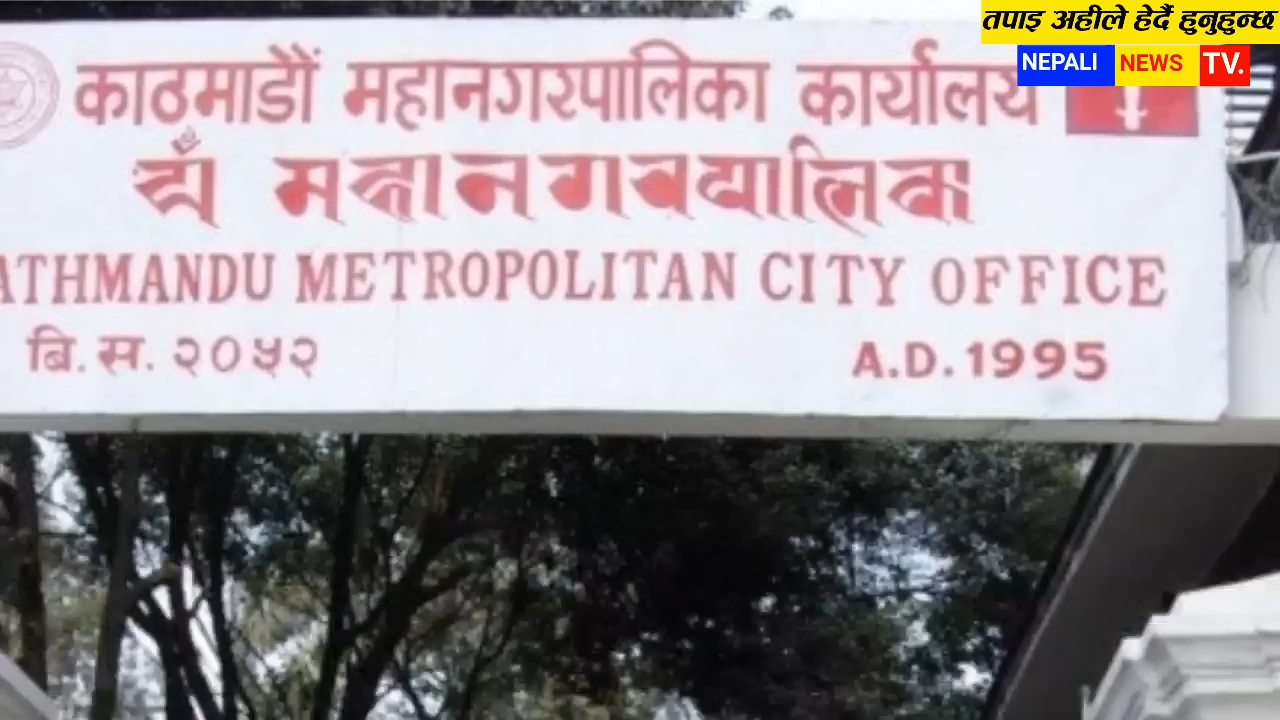 तपाइ अहीले हेर्दै हुनुहुन्छ
NEPALI NEWS TV.
काठमाडौं महानगरपालिका कार्यालय
ATHMANDU METROPOLITAN CITY OFFICE
बि. स. २०५२
A.D. 1995